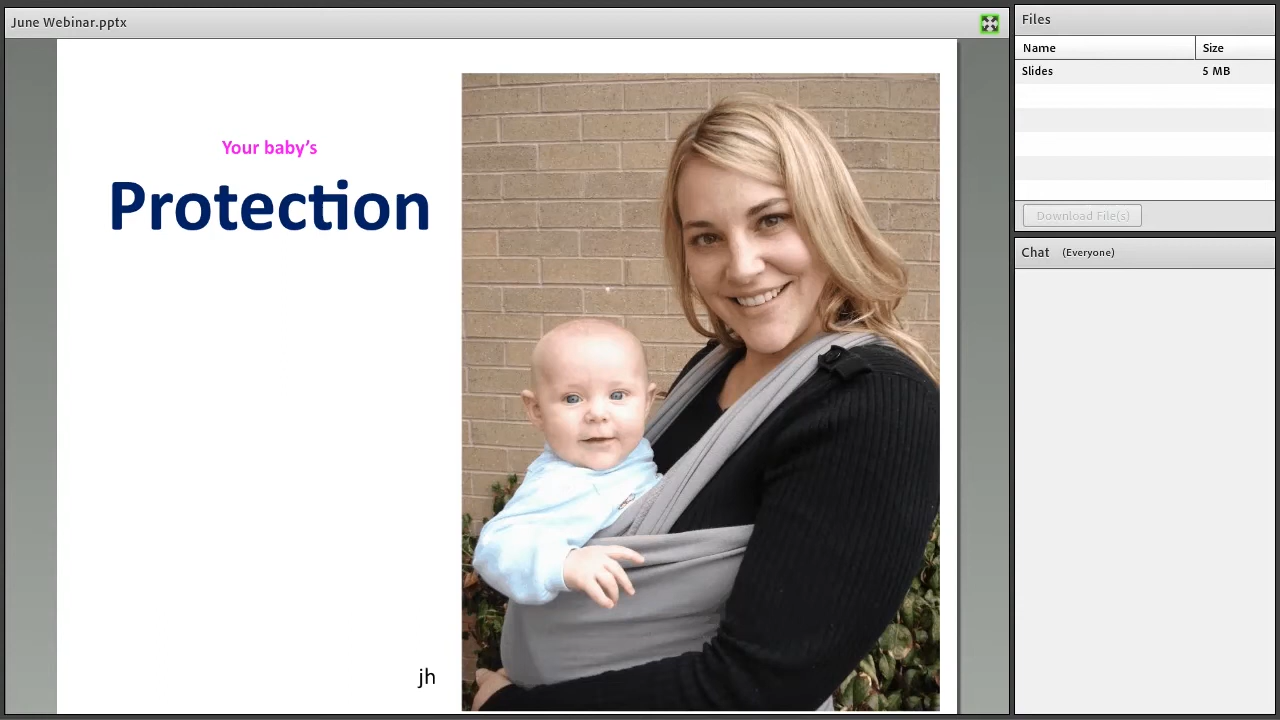 June Webinar.pptx
Your baby’s
Protection
jh
Files
Name Size
Slides 5 MB
Download File(s)
Chat (Everyone)